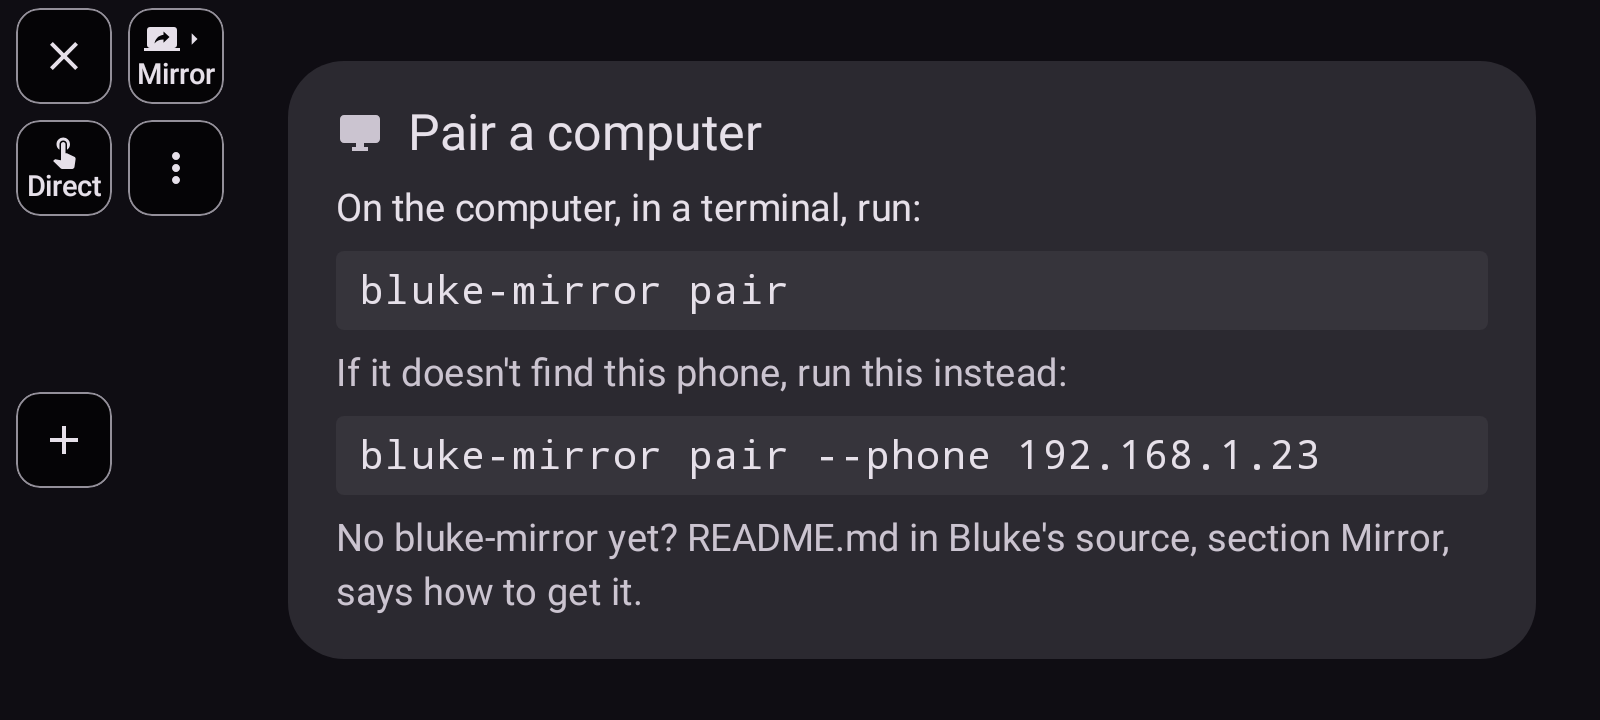 Mirror
Direct
Pair a computer
On the computer, in a terminal, run:
bluke-mirror pair
If it doesn't find this phone, run this instead:
bluke-mirror pair --phone 192.168.1.23
No bluke-mirror yet? README.md in Bluke's source, section Mirror,
says how to get it.